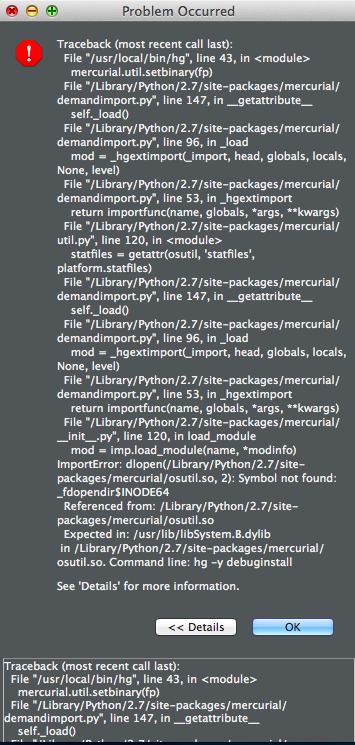 Problem Occurred
Traceback (most recent call last):
File "/usr/local/bin/hg", line 43, in <module>
mercurial.util.setbinary(fp)
File "/Library/Python/2.7/site-packages/mercurial/
demandimport.py", line 147, in __getattribute__
self._load()
File "/Library/Python/2.7/site-packages/mercurial/
demandimport.py", line 96, in _load
mod = _hgextimport(_import, head, globals, locals,
None, level)
File "/Library/Python/2.7/site-packages/mercurial/
demandimport.py", line 53, in _hgextimport
return importfunc(name, globals, *args, **kwargs)
File "/Library/Python/2.7/site-packages/mercurial/
util.py", line 120, in <module>
statfiles = getattr(osutil, 'statfiles',
platform.statfiles)
File "/Library/Python/2.7/site-packages/mercurial/
demandimport.py", line 147, in __getattribute__
self._load()
File "/Library/Python/2.7/site-packages/mercurial/
demandimport.py", line 96, in _load
mod = _hgextimport(_import, head, globals, locals,
None, level)
File "/Library/Python/2.7/site-packages/mercurial/
demandimport.py", line 53, in _hgextimport
return importfunc(name, globals, *args, **kwargs)
File "/Library/Python/2.7/site-packages/mercurial/
__init__.py", line 120, in load_module
mod = imp.load_module(name, *modinfo)
ImportError: dlopen(/Library/Python/2.7/site-
packages/mercurial/osutil.so, 2): Symbol not found:
_fdopendir$INODE64
Referenced from: /Library/Python/2.7/site-
packages/mercurial/osutil.so
Expected in: /usr/lib/libSystem.B.dylib
in /Library/Python/2.7/site-packages/mercurial/
osutil.so. Command line: hg -y debuginstall
See 'Details' for more information.
<< Details
OK
Traceback (most recent call last):
File "/usr/local/bin/hg", line 43, in <module>
mercurial.util.setbinary(fp)
File "/Library/Python/2.7/site-packages/mercurial/
demandimport.py", line 147, in __getattribute__
self._load()